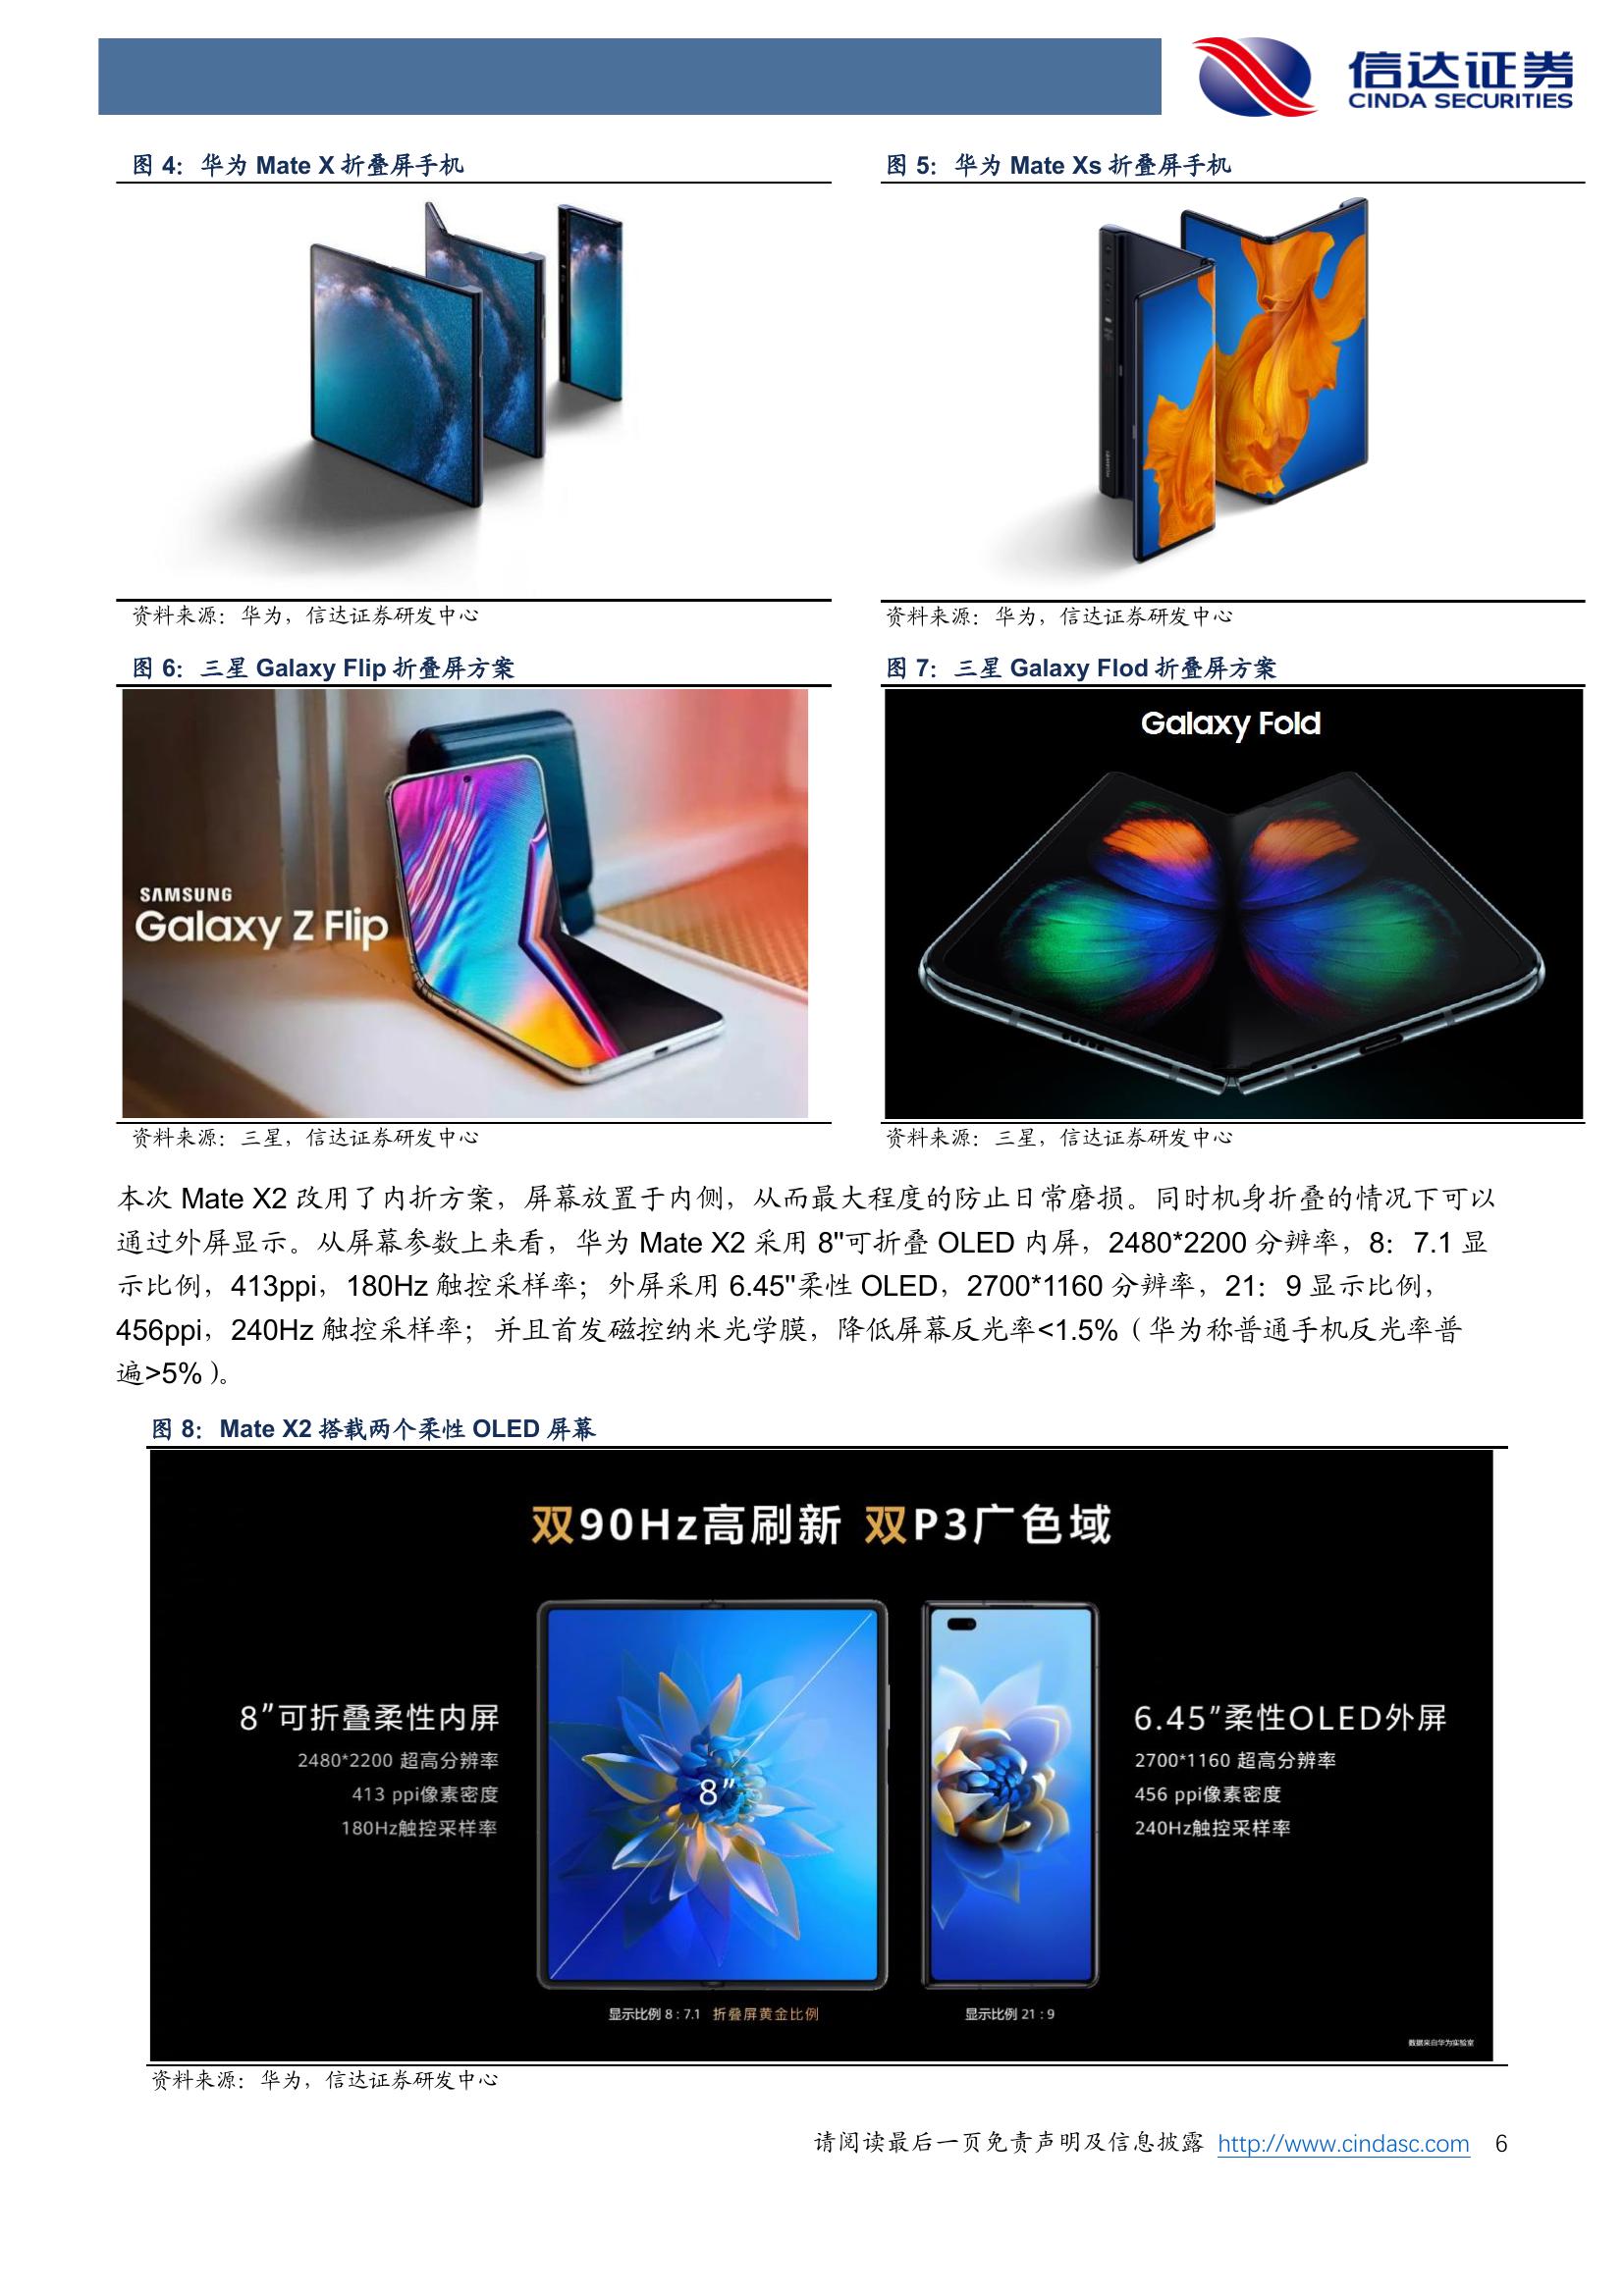 信达证券
CINDA SECURITIES
图 4：华为 Mate X 折叠屏手机
图 5：华为 Mate Xs 折叠屏手机
资料来源：华为，信达证券研发中心
资料来源：华为，信达证券研发中心
图 6：三星 Galaxy Flip 折叠屏方案
图 7：三星 Galaxy Flod 折叠屏方案
SAMSUNG
Galaxy Z Flip
Galaxy Fold
资料来源：三星，信达证券研发中心
资料来源：三星，信达证券研发中心
本次 Mate X2 改用了内折方案，屏幕放置于内侧，从而最大程度的防止日常磨损。同时机身折叠的情况下可以
通过外屏显示。从屏幕参数上来看，华为 Mate X2 采用 8"可折叠 OLED 内屏，2480*2200 分辨率，8：7.1 显
示比例，413ppi，180Hz 触控采样率；外屏采用 6.45"柔性 OLED，2700*1160 分辨率，21：9 显示比例，
456ppi，240Hz 触控采样率；并且首发磁控纳米光学膜，降低屏幕反光率<1.5%（华为称普通手机反光率普
遍>5%）。
图 8：Mate X2 搭载两个柔性 OLED 屏幕
双90Hz高刷新 双P3广色域
8"可折叠柔性内屏
2480*2200 超高分辨率
413 ppi像素密度
180Hz触控采样率
8"
6.45"柔性OLED外屏
2700*1160 超高分辨率
456 ppi像素密度
240Hz触控采样率
显示比例 8 : 7.1 折叠屏黄金比例
显示比例 21 : 9
数据来自华为实验室
资料来源：华为，信达证券研发中心
请阅读最后一页免责声明及信息披露 http://www.cindasc.com 6